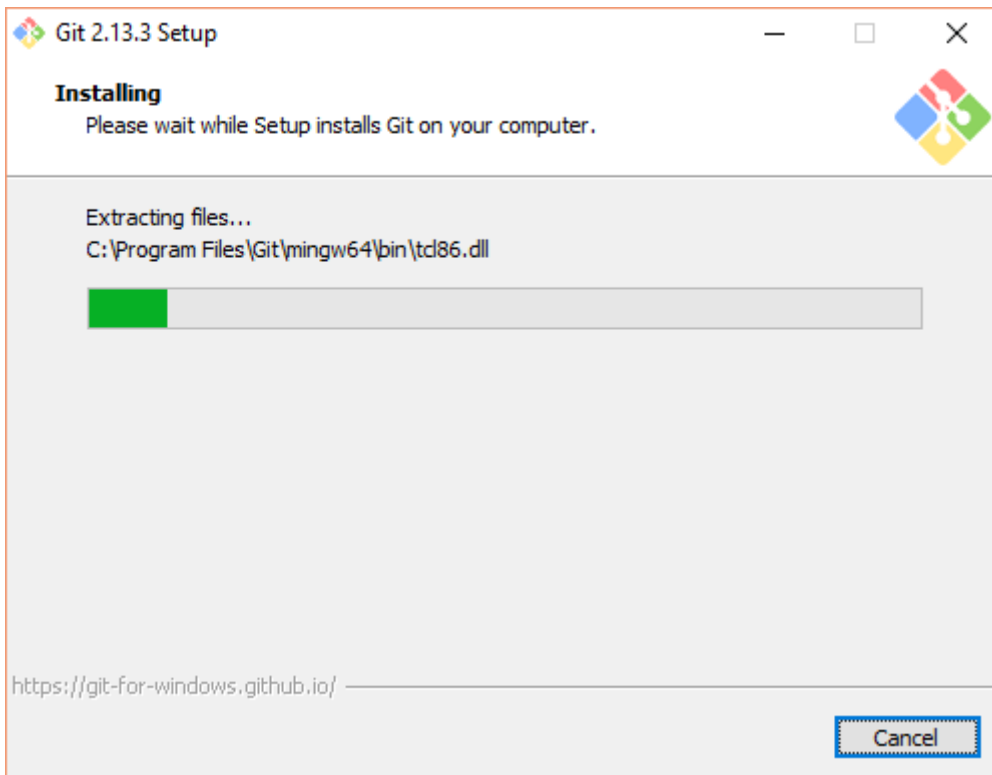 Git 2.13.3 Setup
Installing
Please wait while Setup installs Git on your computer.
Extracting files...
C:\Program Files\Git\mingw64\bin\tcl86.dll
https://git-for-windows.github.io/
Cancel